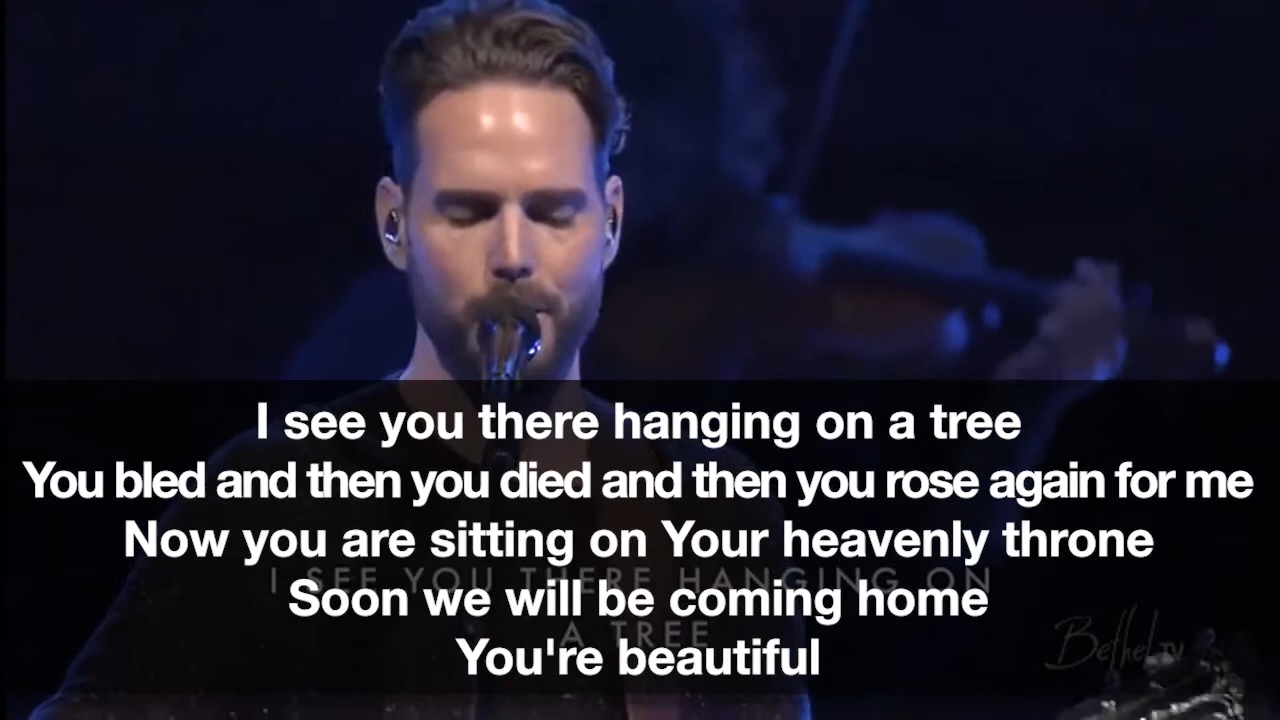 I see you there hanging on a tree
You bled and then you died and then you rose again for me
Now you are sitting on Your heavenly throne
I SEE YOU THERE HANGING ON
Soon we will be coming home
A TREE
You're beautiful
BethelTV